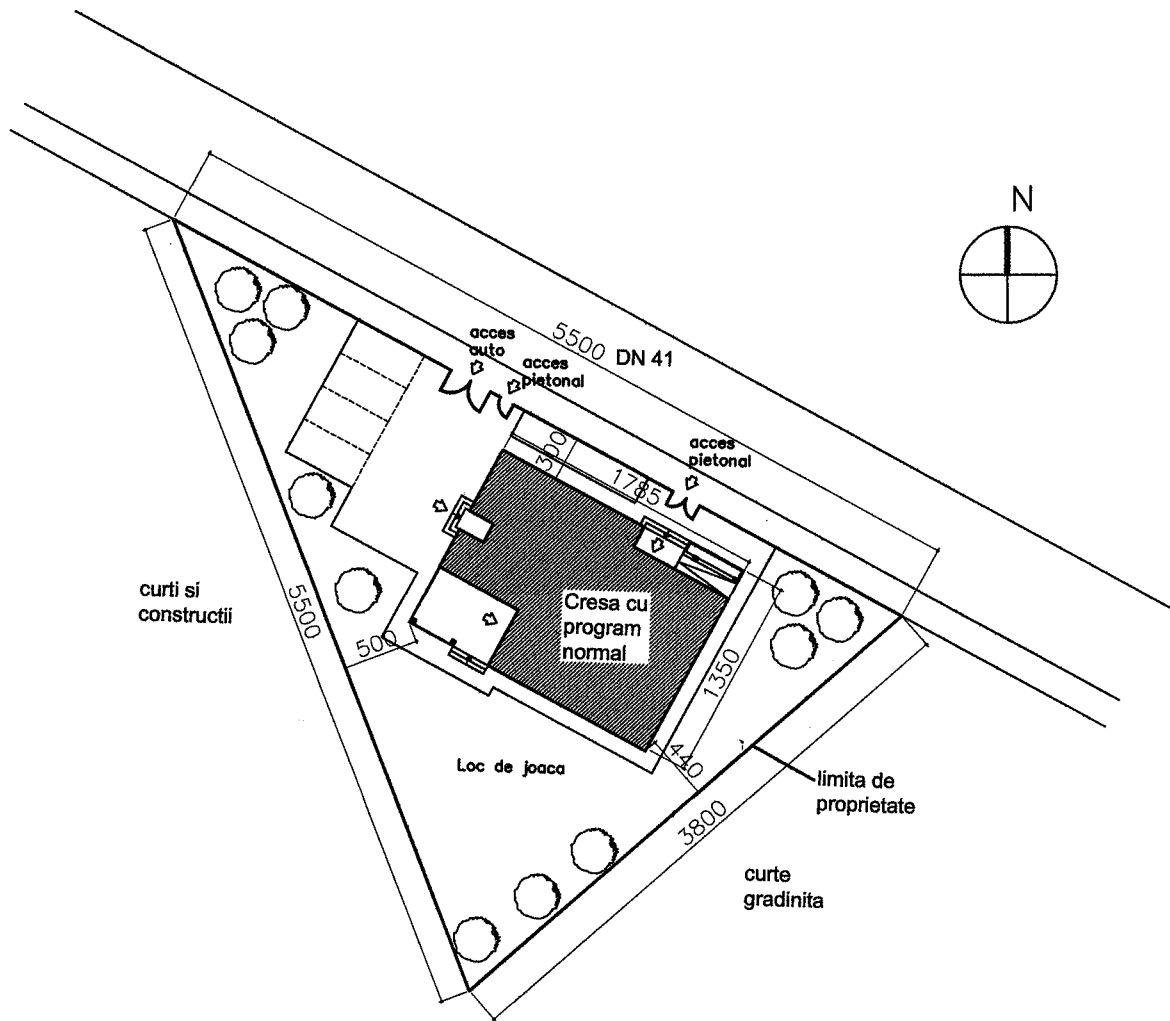 N
5500
DN 41
acces
auto
acces
pietonal
acces
pietonal
300
1785
curti si
constructii
5500
500
Cresa cu
program
normal
1350
440
Loc de joaca
limita de
proprietate
3800
curte
gradinita